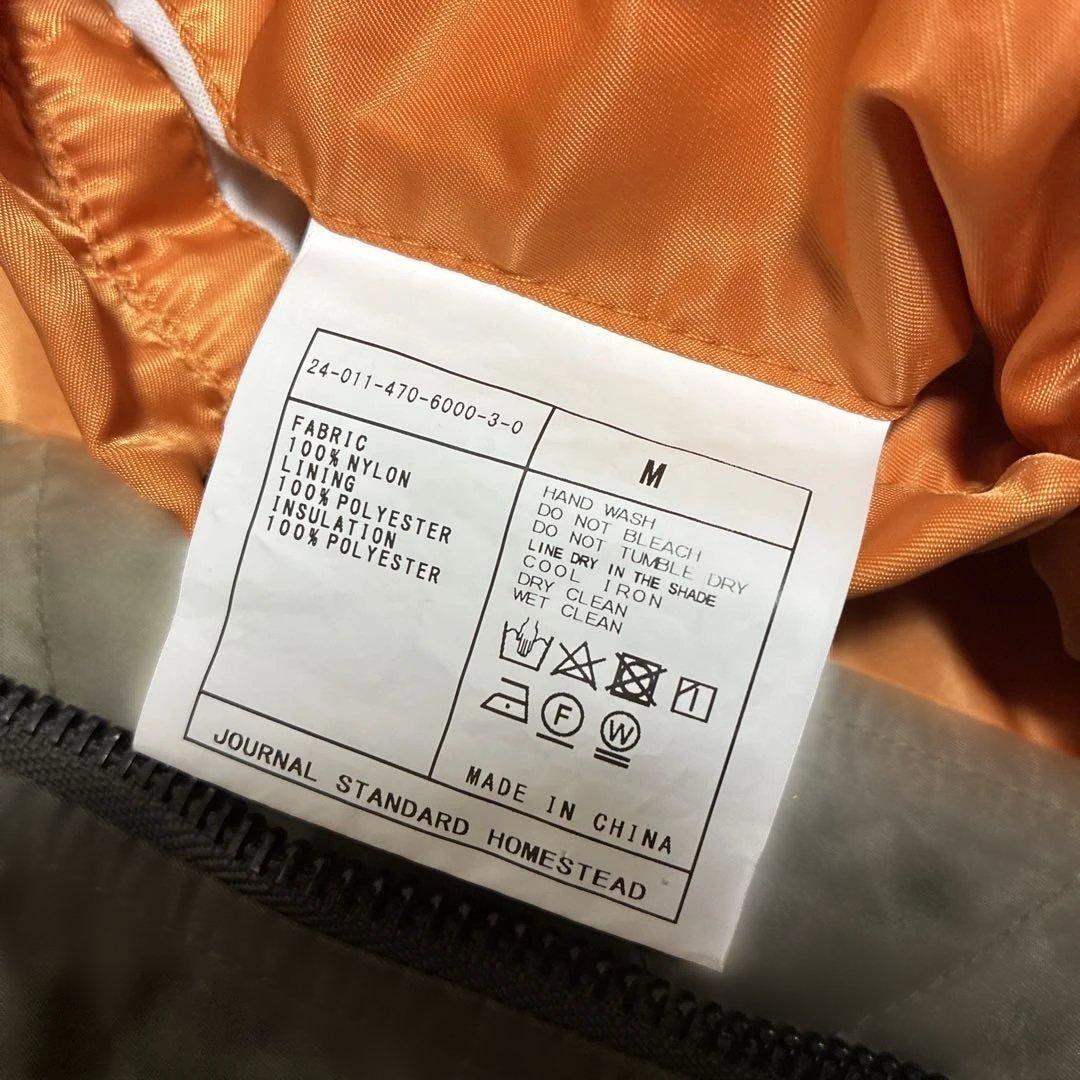 24-011-470-6000-3-0
M
FABRIC
100% NYLON
LINING
100% POLYESTER
INSULATION
100% POLYESTER
HAND WASH
DO NOT BLEACH
DO NOT TUMBLE DRY
LINE DRY IN THE SHADE
COOL IRON
DRY CLEAN
WET CLEAN
F
W
MADE IN CHINA
JOURNAL STANDARD HOMESTEAD